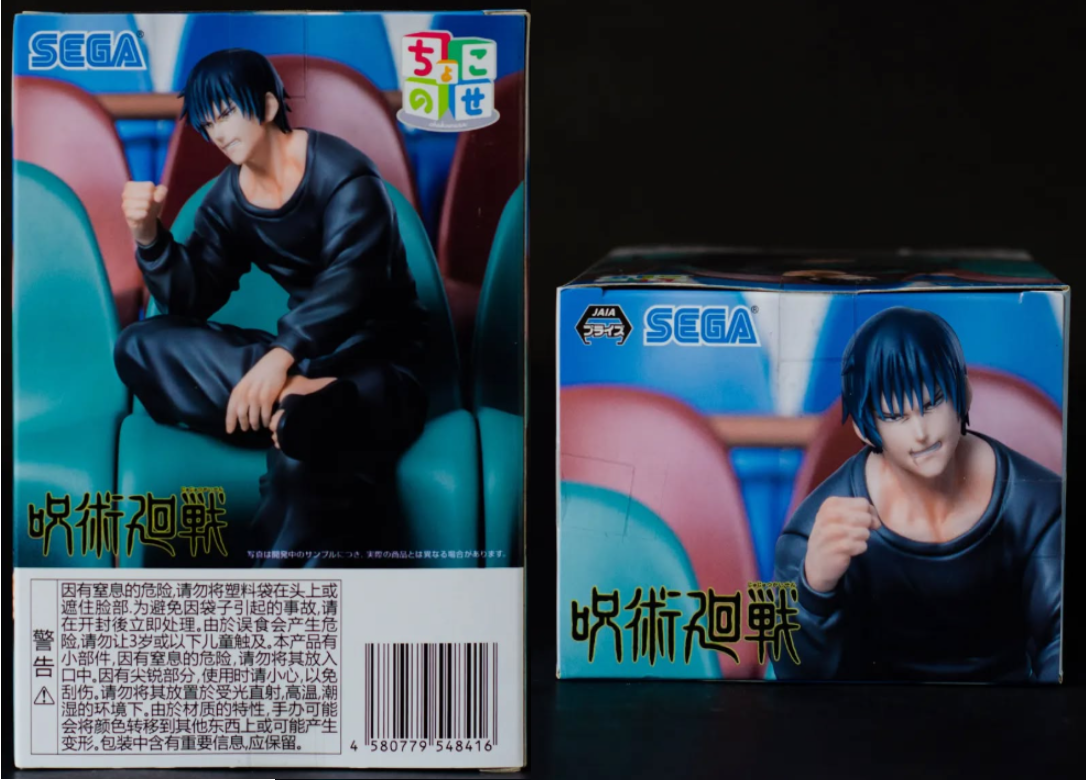 SEGA
ちょこ
のせ
呪術廻戦
写真は開発中のサンプルにつき、実際の商品とは異なる場合があります。
警告
因有窒息的危险,请勿将塑料袋在头上或
遮住脸部.为避免因袋子引起的事故,请
在开封後立即处理。由於误食会产生危
险,请勿让3岁或以下儿童触及。本产品有
小部件,因有窒息的危险,请勿将其放入
口中。因有尖锐部分,使用时请小心,以免
刮伤。请勿将其放置於受光直射,高温,潮
湿的环境下。由於材质的特性,手办可能
会将颜色转移到其他东西上或可能产生
变形。包装中含有重要信息,应保留。
4 580779 548416
JAIA
プライズ
SEGA
呪術廻戦